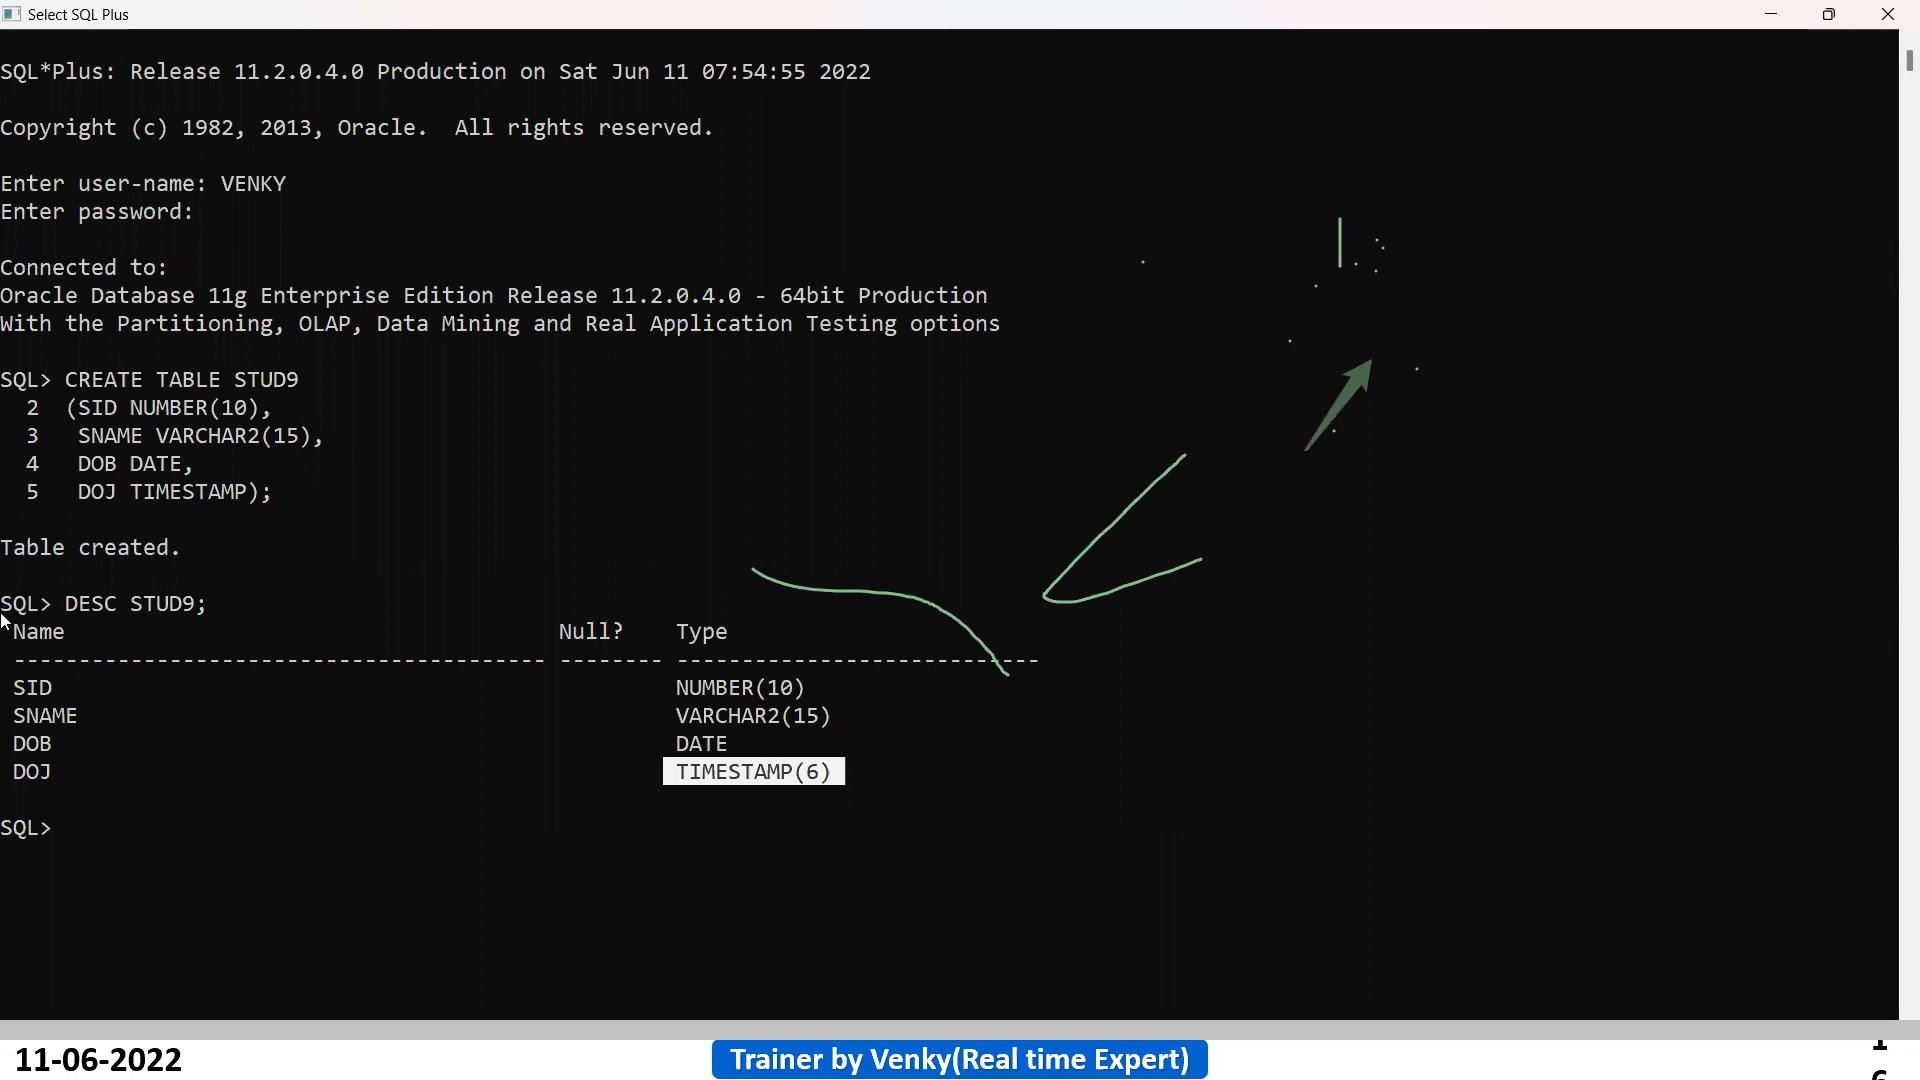 Select SQL Plus
SQL*Plus: Release 11.2.0.4.0 Production on Sat Jun 11 07:54:55 2022
Copyright (c) 1982, 2013, Oracle.  All rights reserved.
Enter user-name: VENKY
Enter password:
Connected to:
Oracle Database 11g Enterprise Edition Release 11.2.0.4.0 - 64bit Production
With the Partitioning, OLAP, Data Mining and Real Application Testing options
SQL> CREATE TABLE STUD9
  2  (SID NUMBER(10),
  3   SNAME VARCHAR2(15),
  4   DOB DATE,
  5   DOJ TIMESTAMP);
Table created.
SQL> DESC STUD9;
 Name                                      Null?    Type
 ----------------------------------------- -------- ----------------------------
 SID                                                NUMBER(10)
 SNAME                                              VARCHAR2(15)
 DOB                                                DATE
 DOJ                                                TIMESTAMP(6)
SQL>
11-06-2022
Trainer by Venky(Real time Expert)